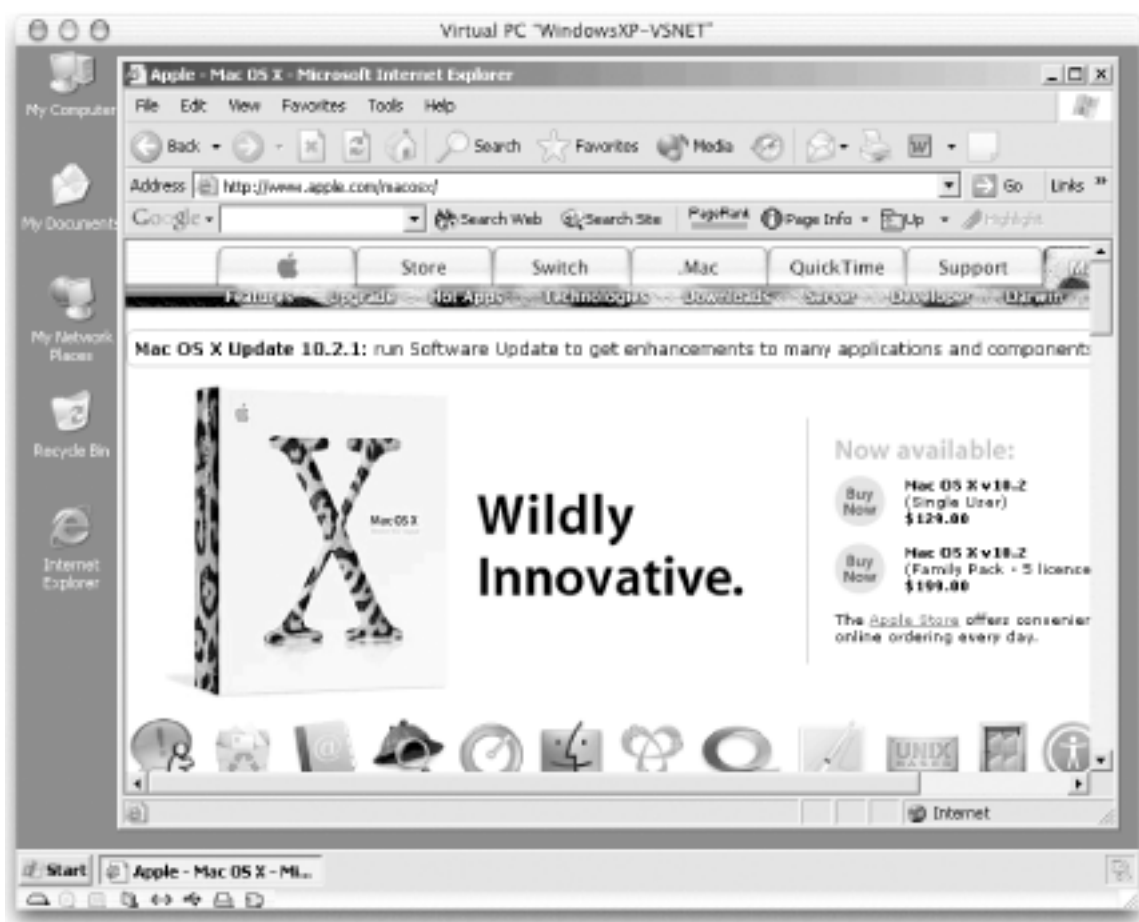 Virtual PC "WindowsXP-VSNET"
My Computer
My Documents
My Network
Places
Recycle Bin
Internet
Explorer
Apple - Mac OS X - Microsoft Internet Explorer
File Edit View Favorites Tools Help
Back Search Favorites Media W
Address http://www.apple.com/macosx/ Go Links »
Google Search Web Search Site PageRank Page Info Up Highlight
Store Switch .Mac QuickTime Support
Features Upgrade Hot Apps Technologies Downloads Server Developer Darwin
Mac OS X Update 10.2.1: run Software Update to get enhancements to many applications and components
X
Mac OS X
Wildly
Innovative.
Now available:
Buy
Now
Mac OS X v10.2
(Single User)
$129.00
Buy
Now
Mac OS X v10.2
(Family Pack - 5 license
$199.00
The Apple Store offers convenien
online ordering every day.
@ UNIX
BASED
Internet
Start Apple - Mac OS X - Mi...